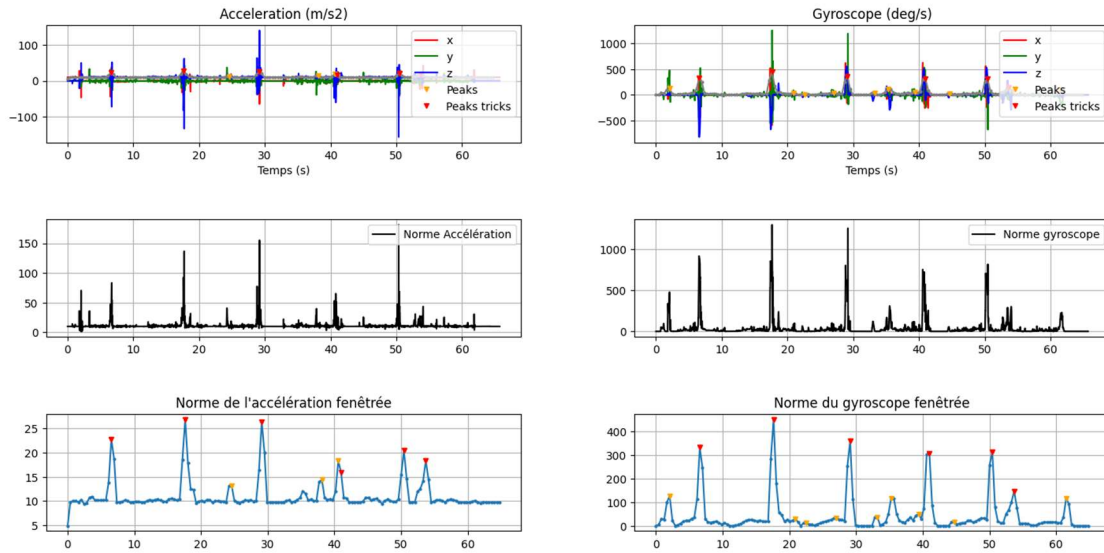 Acceleration (m/s2)
100
0
−100
x
y
z
Peaks
Peaks tricks
0 10 20 30 40 50 60
Temps (s)
Gyroscope (deg/s)
1000
500
0
−500
x
y
z
Peaks
Peaks tricks
0 10 20 30 40 50 60
Temps (s)
150
100
50
0
Norme Accélération
0 10 20 30 40 50 60
1000
500
0
Norme gyroscope
0 10 20 30 40 50 60
Norme de l'accélération fenêtrée
25
20
15
10
5
0 10 20 30 40 50 60
Norme du gyroscope fenêtrée
400
300
200
100
0
0 10 20 30 40 50 60